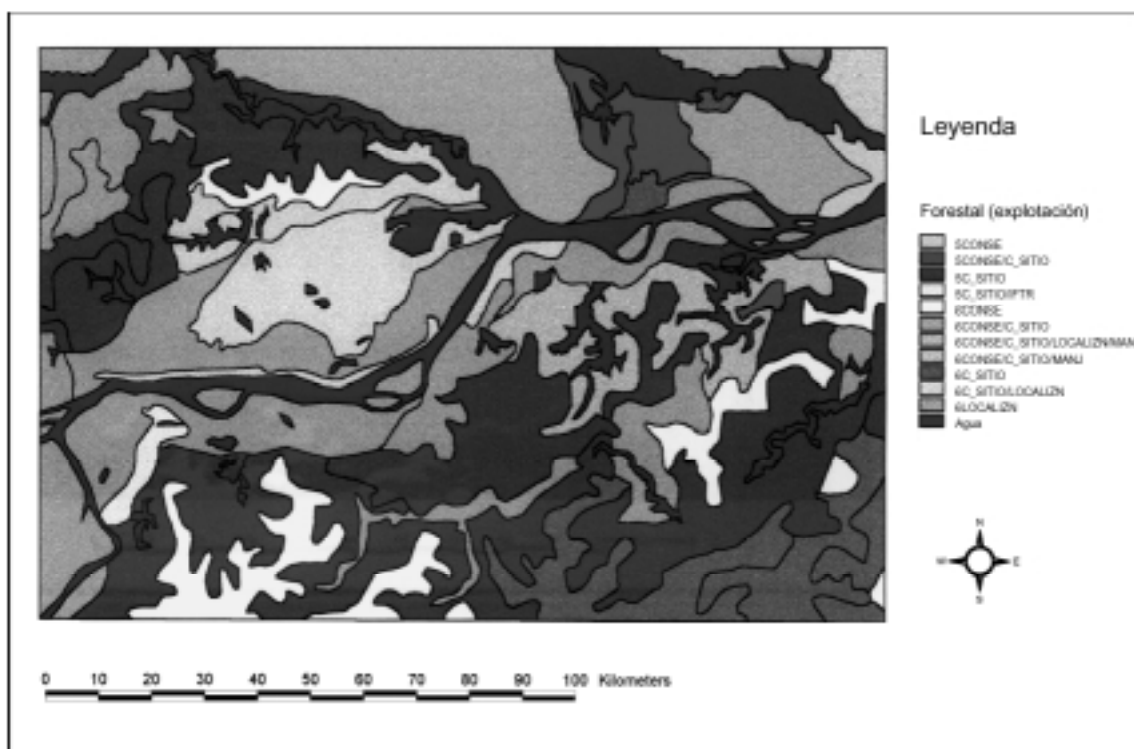 Leyenda
Forestal (explotación)
5CONSE
5CONSE/C_SITIO
5C_SITIO
5C_SITIO/IFTR
6CONSE
6CONSE/C_SITIO
6CONSE/C_SITIO/LOCALIZN/MAN
6CONSE/C_SITIO/MANJ
6C_SITIO
6C_SITIO/LOCALIZN
6LOCALIZN
Agua
N
W E
S
0 10 20 30 40 50 60 70 80 90 100 Kilometers